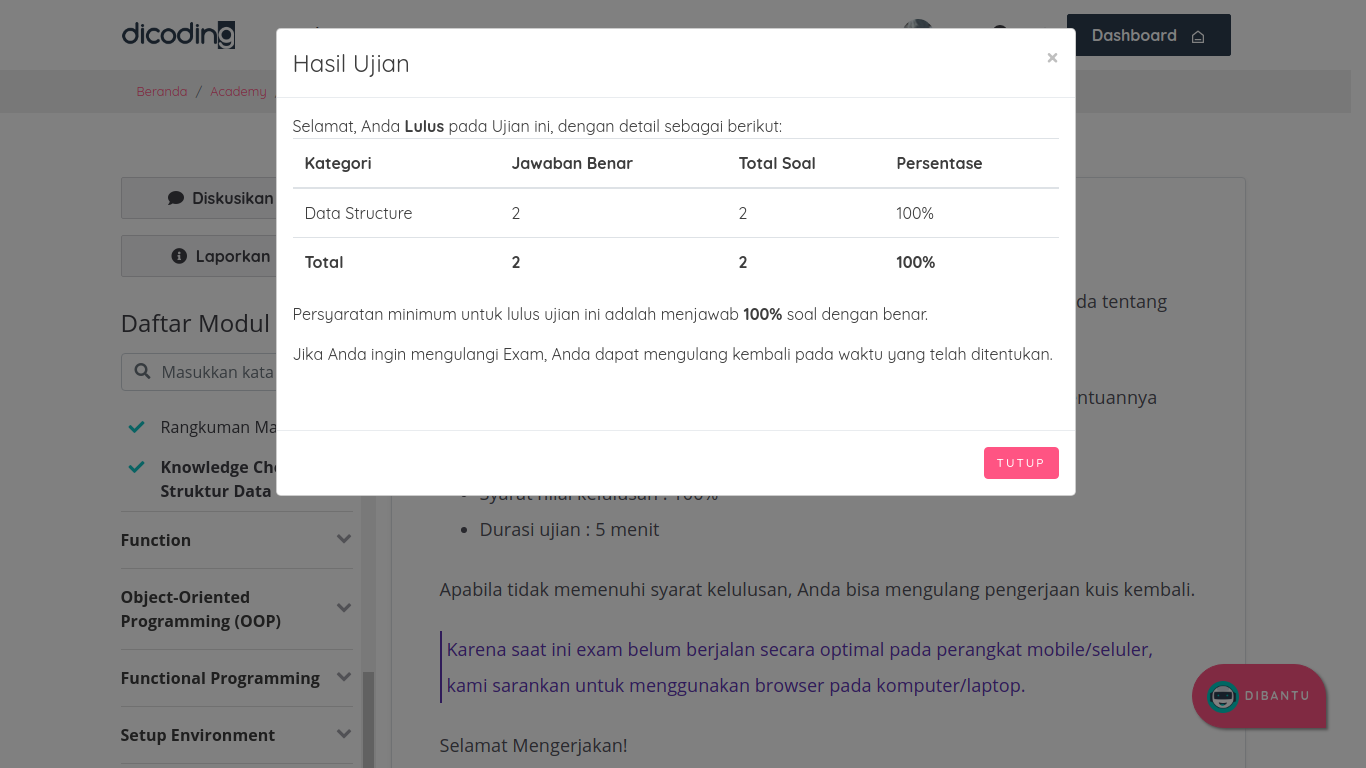 dicoding
Dashboard
Beranda / Academy
Hasil Ujian
×
Selamat, Anda Lulus pada Ujian ini, dengan detail sebagai berikut:
Kategori Jawaban Benar Total Soal Persentase
Data Structure 2 2 100%
Total 2 2 100%
Persyaratan minimum untuk lulus ujian ini adalah menjawab 100% soal dengan benar.
Jika Anda ingin mengulangi Exam, Anda dapat mengulang kembali pada waktu yang telah ditentukan.
TUTUP
Diskusikan
Laporkan
Daftar Modul
Masukkan kata
Rangkuman Ma
Knowledge Che
Struktur Data
Function
Object-Oriented
Programming (OOP)
Functional Programming
Setup Environment
da tentang
ntuannya
Syarat nilai kelulusan : 100%
Durasi ujian : 5 menit
Apabila tidak memenuhi syarat kelulusan, Anda bisa mengulang pengerjaan kuis kembali.
Karena saat ini exam belum berjalan secara optimal pada perangkat mobile/seluler,
kami sarankan untuk menggunakan browser pada komputer/laptop.
Selamat Mengerjakan!
DIBANTU